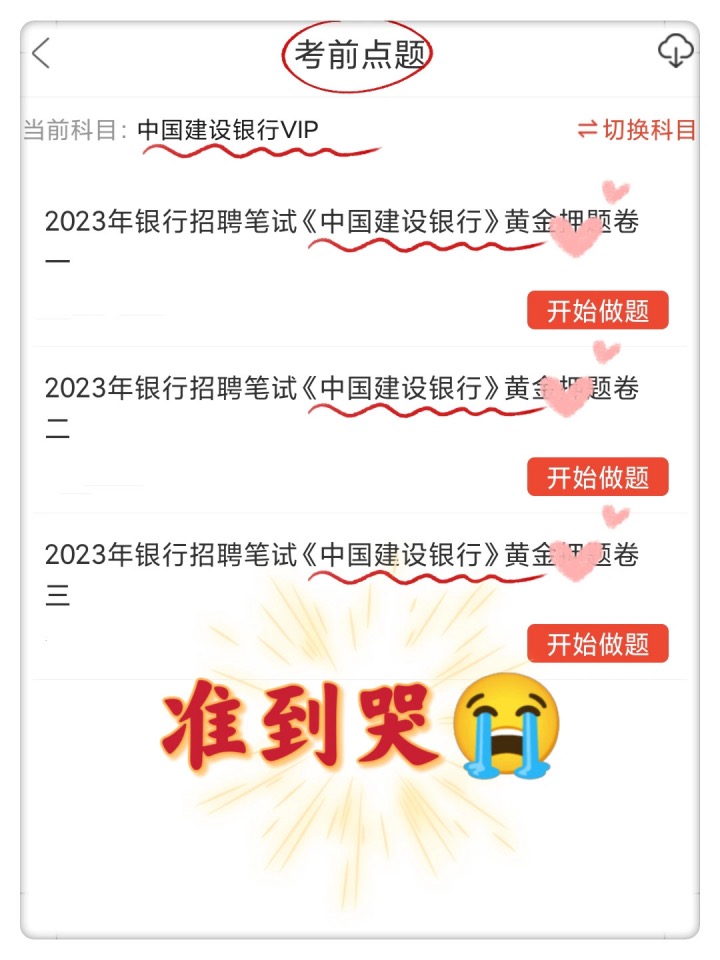 考前点题
当前科目：中国建设银行VIP
⇌切换科目
2023年银行招聘笔试《中国建设银行》黄金押题卷
一
开始做题
2023年银行招聘笔试《中国建设银行》黄金押题卷
二
开始做题
2023年银行招聘笔试《中国建设银行》黄金押题卷
三
开始做题
准到哭😭